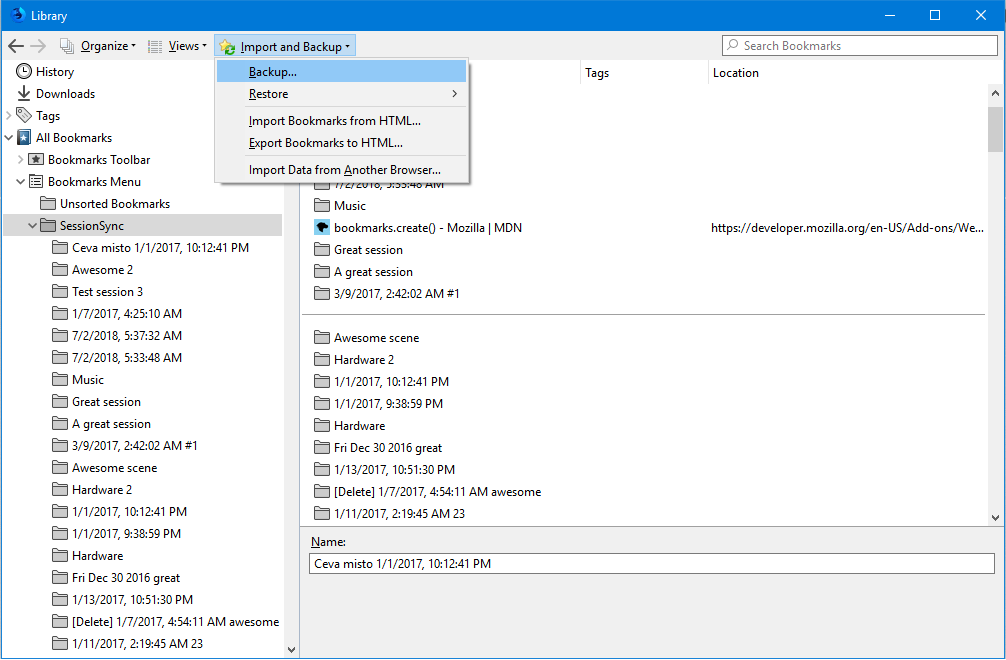 Library
Organize Views Import and Backup Search Bookmarks
Backup...
Restore
Import Bookmarks from HTML...
Export Bookmarks to HTML...
Import Data from Another Browser...
History
Downloads
Tags
All Bookmarks
Bookmarks Toolbar
Bookmarks Menu
Unsorted Bookmarks
SessionSync
Ceva misto 1/1/2017, 10:12:41 PM
Awesome 2
Test session 3
1/7/2017, 4:25:10 AM
7/2/2018, 5:37:32 AM
7/2/2018, 5:33:48 AM
Music
Great session
A great session
3/9/2017, 2:42:02 AM #1
Awesome scene
Hardware 2
1/1/2017, 10:12:41 PM
1/1/2017, 9:38:59 PM
Hardware
Fri Dec 30 2016 great
1/13/2017, 10:51:30 PM
[Delete] 1/7/2017, 4:54:11 AM awesome
1/11/2017, 2:19:45 AM 23
Tags Location
7/2/2018, 5:33:48 AM
Music
bookmarks.create() - Mozilla | MDN https://developer.mozilla.org/en-US/Add-ons/We...
Great session
A great session
3/9/2017, 2:42:02 AM #1
Awesome scene
Hardware 2
1/1/2017, 10:12:41 PM
1/1/2017, 9:38:59 PM
Hardware
Fri Dec 30 2016 great
1/13/2017, 10:51:30 PM
[Delete] 1/7/2017, 4:54:11 AM awesome
1/11/2017, 2:19:45 AM 23
Name:
Ceva misto 1/1/2017, 10:12:41 PM